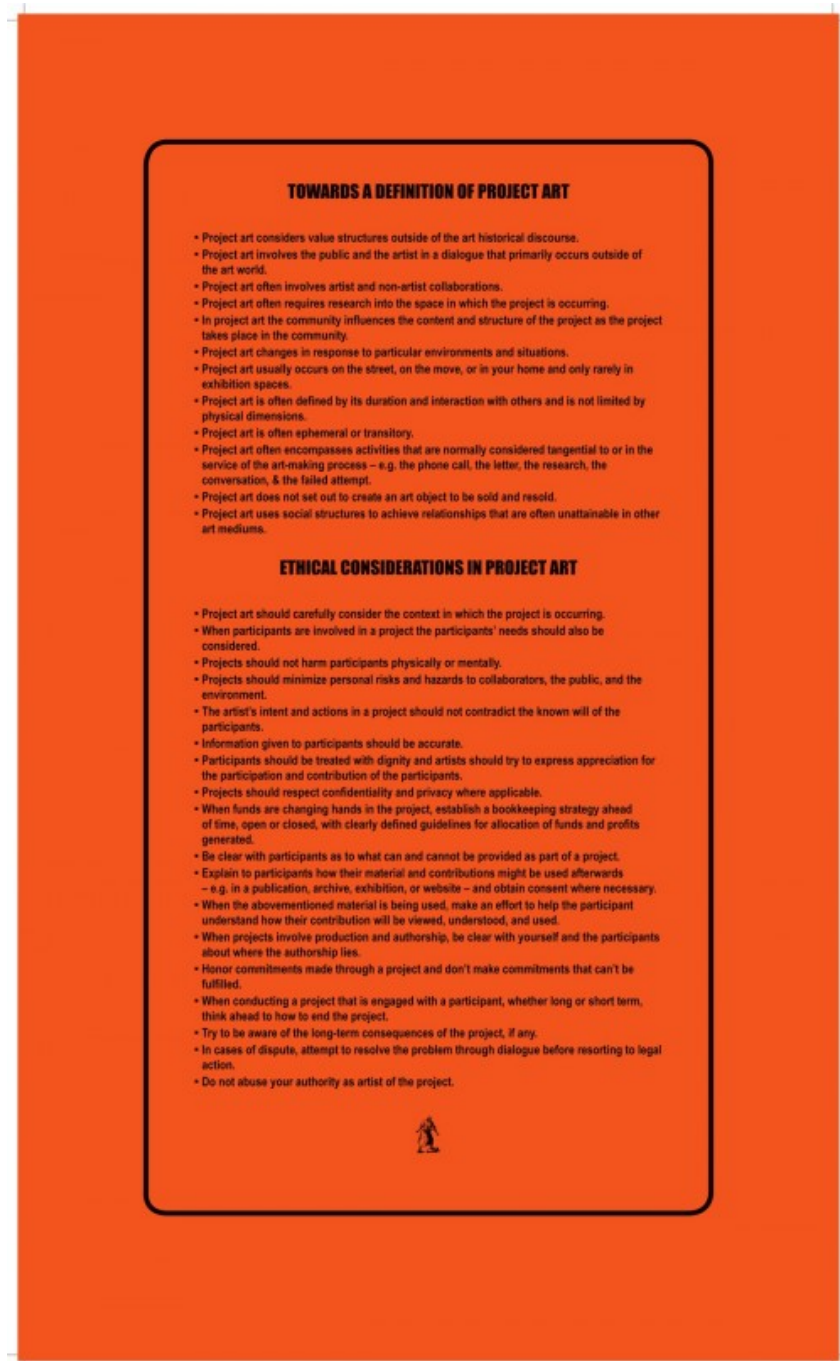 TOWARDS A DEFINITION OF PROJECT ART
• Project art considers value structures outside of the art historical discourse.
• Project art involves the public and the artist in a dialogue that primarily occurs outside of
the art world.
• Project art often involves artist and non-artist collaborations.
• Project art often requires research into the space in which the project is occurring.
• In project art the community influences the content and structure of the project as the project
takes place in the community.
• Project art changes in response to particular environments and situations.
• Project art usually occurs on the street, on the move, or in your home and only rarely in
exhibition spaces.
• Project art is often defined by its duration and interaction with others and is not limited by
physical dimensions.
• Project art is often ephemeral or transitory.
• Project art often encompasses activities that are normally considered tangential to or in the
service of the art-making process – e.g. the phone call, the letter, the research, the
conversation, & the failed attempt.
• Project art does not set out to create an art object to be sold and resold.
• Project art uses social structures to achieve relationships that are often unattainable in other
art mediums.
ETHICAL CONSIDERATIONS IN PROJECT ART
• Project art should carefully consider the context in which the project is occurring.
• When participants are involved in a project the participants' needs should also be
considered.
• Projects should not harm participants physically or mentally.
• Projects should minimize personal risks and hazards to collaborators, the public, and the
environment.
• The artist's intent and actions in a project should not contradict the known will of the
participants.
• Information given to participants should be accurate.
• Participants should be treated with dignity and artists should try to express appreciation for
the participation and contribution of the participants.
• Projects should respect confidentiality and privacy where applicable.
• When funds are changing hands in the project, establish a bookkeeping strategy ahead
of time, open or closed, with clearly defined guidelines for allocation of funds and profits
generated.
• Be clear with participants as to what can and cannot be provided as part of a project.
• Explain to participants how their material and contributions might be used afterwards
– e.g. in a publication, archive, exhibition, or website – and obtain consent where necessary.
• When the abovementioned material is being used, make an effort to help the participant
understand how their contribution will be viewed, understood, and used.
• When projects involve production and authorship, be clear with yourself and the participants
about where the authorship lies.
• Honor commitments made through a project and don't make commitments that can't be
fulfilled.
• When conducting a project that is engaged with a participant, whether long or short term,
think ahead to how to end the project.
• Try to be aware of the long-term consequences of the project, if any.
• In cases of dispute, attempt to resolve the problem through dialogue before resorting to legal
action.
• Do not abuse your authority as artist of the project.